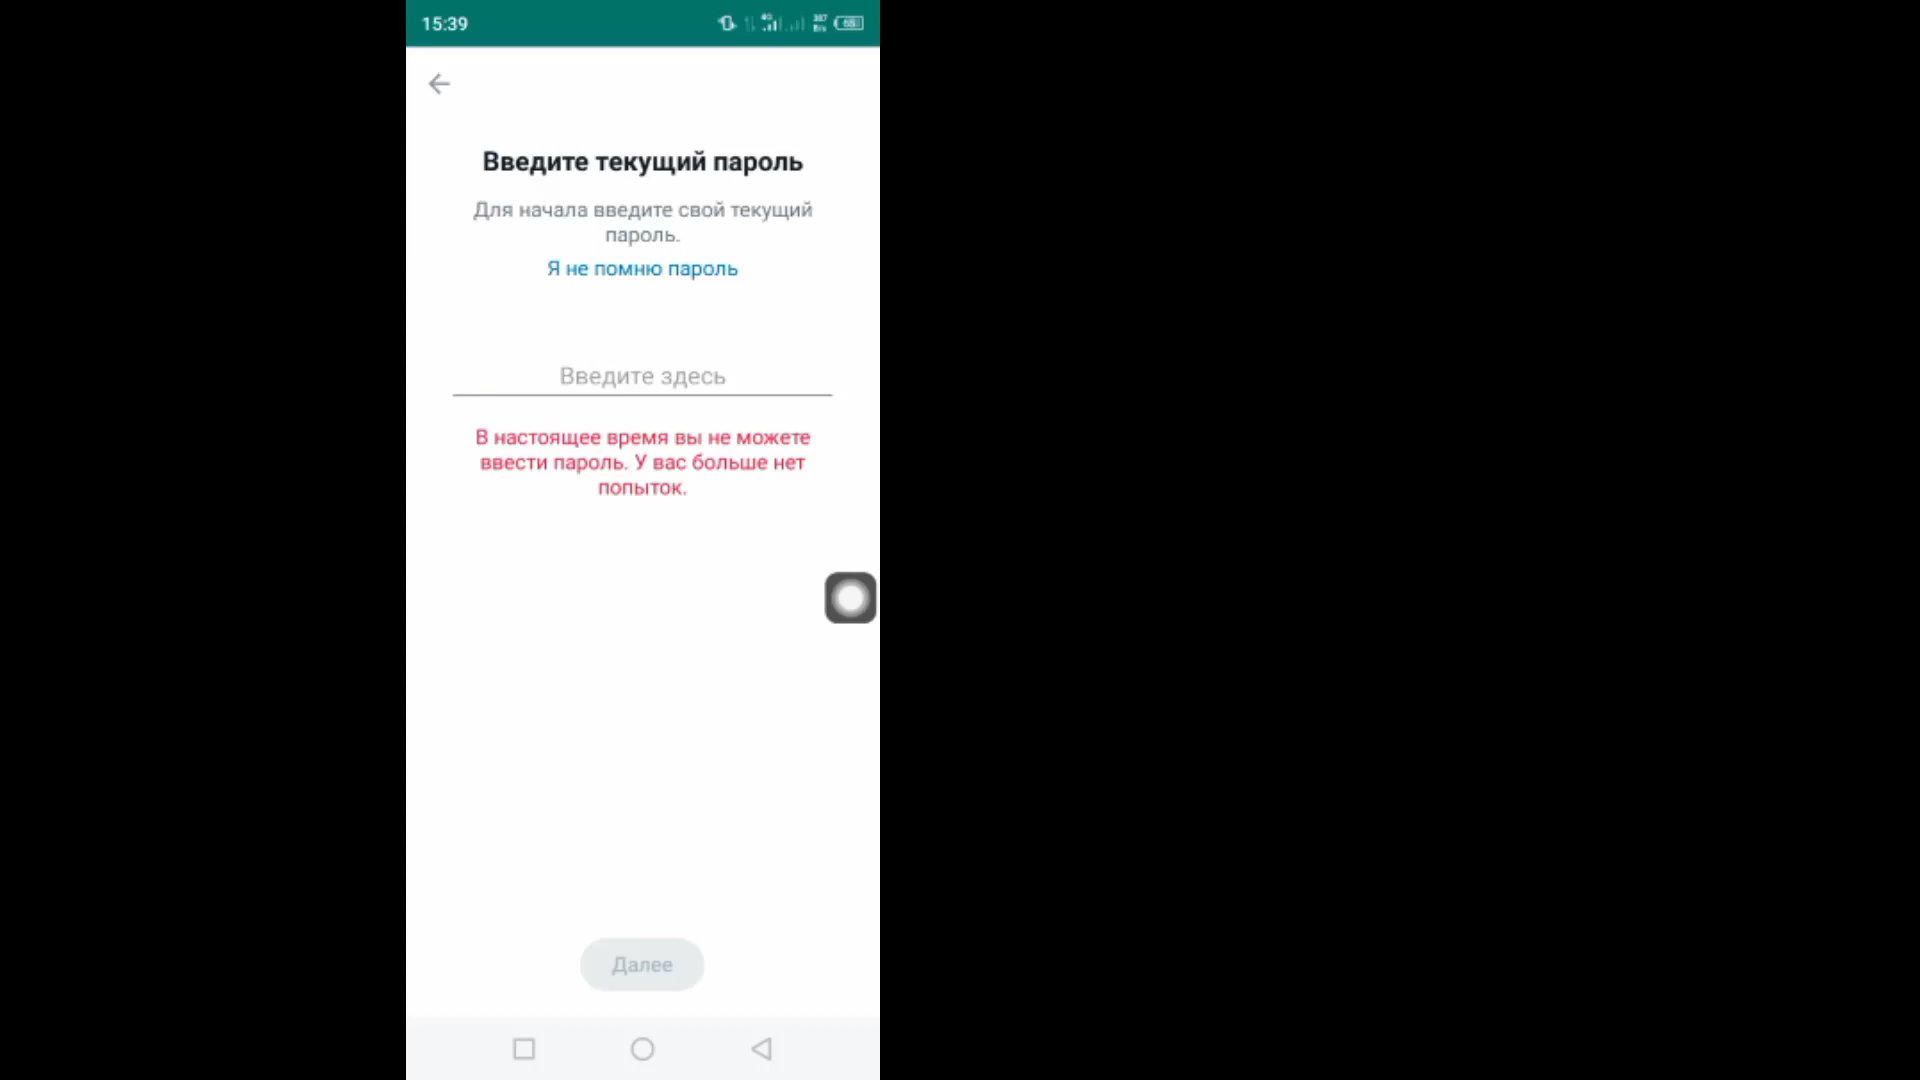 15:39
Введите текущий пароль
Для начала введите свой текущий
пароль.
Я не помню пароль
Введите здесь
В настоящее время вы не можете
ввести пароль. У вас больше нет
попыток.
Далее